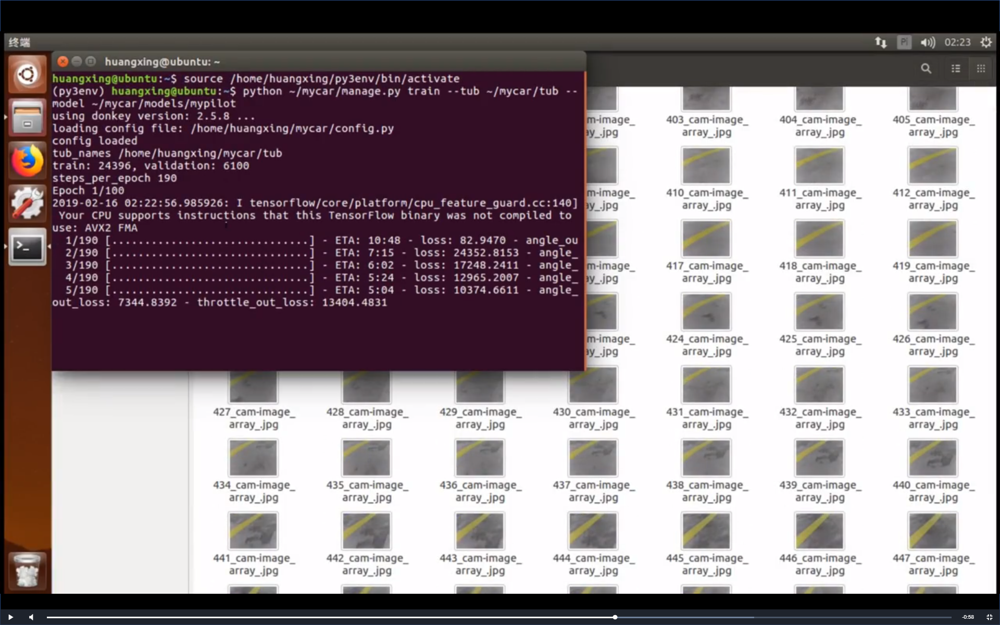 终端
Pi
02:23
huangxing@ubuntu: ~
huangxing@ubuntu:~$ source /home/huangxing/py3env/bin/activate
(py3env) huangxing@ubuntu:~$ python ~/mycar/manage.py train --tub ~/mycar/tub --
model ~/mycar/models/mypilot
using donkey version: 2.5.8 ...
loading config file: /home/huangxing/mycar/config.py
config loaded
tub_names /home/huangxing/mycar/tub
train: 24396, validation: 6100
steps_per_epoch 190
Epoch 1/100
2019-02-16 02:22:56.985926: I tensorflow/core/platform/cpu_feature_guard.cc:140]
Your CPU supports instructions that this TensorFlow binary was not compiled to
use: AVX2 FMA
1/190 [..............................] - ETA: 10:48 - loss: 82.9470 - angle_ou
2/190 [..............................] - ETA: 7:15 - loss: 24352.8153 - angle_
3/190 [..............................] - ETA: 6:02 - loss: 17248.2411 - angle_
4/190 [..............................] - ETA: 5:24 - loss: 12965.2007 - angle_
5/190 [..............................] - ETA: 5:04 - loss: 10374.6611 - angle_
out_loss: 7344.8392 - throttle_out_loss: 13404.4831
m-image_ 403_cam-image_ 404_cam-image_ 405_cam-image_
ay_.jpg array_.jpg array_.jpg array_.jpg
m-image_ 410_cam-image_ 411_cam-image_ 412_cam-image_
ay_.jpg array_.jpg array_.jpg array_.jpg
m-image_ 417_cam-image_ 418_cam-image_ 419_cam-image_
ay_.jpg array_.jpg array_.jpg array_.jpg
m-image_ 424_cam-image_ 425_cam-image_ 426_cam-image_
ay_.jpg array_.jpg array_.jpg array_.jpg
427_cam-image_ 428_cam-image_ 429_cam-image_ 430_cam-image_ 431_cam-image_ 432_cam-image_ 433_cam-image_
array_.jpg array_.jpg array_.jpg array_.jpg array_.jpg array_.jpg array_.jpg
434_cam-image_ 435_cam-image_ 436_cam-image_ 437_cam-image_ 438_cam-image_ 439_cam-image_ 440_cam-image_
array_.jpg array_.jpg array_.jpg array_.jpg array_.jpg array_.jpg array_.jpg
441_cam-image_ 442_cam-image_ 443_cam-image_ 444_cam-image_ 445_cam-image_ 446_cam-image_ 447_cam-image_
array_.jpg array_.jpg array_.jpg array_.jpg array_.jpg array_.jpg array_.jpg
-0:58